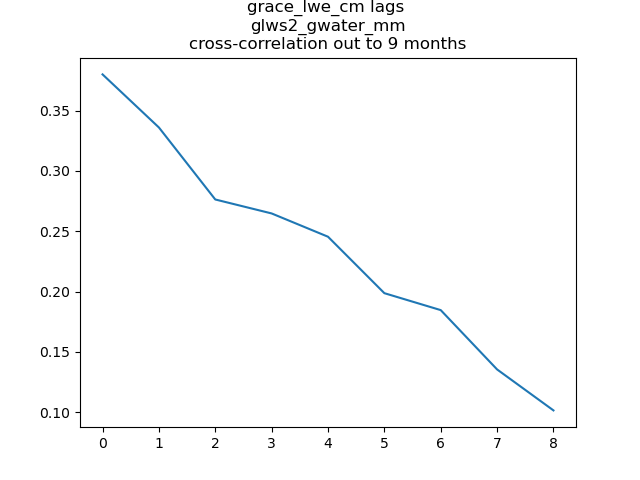 grace_lwe_cm lags
glws2_gwater_mm
cross-correlation out to 9 months
0.35
0.30
0.25
0.20
0.15
0.10
0 1 2 3 4 5 6 7 8